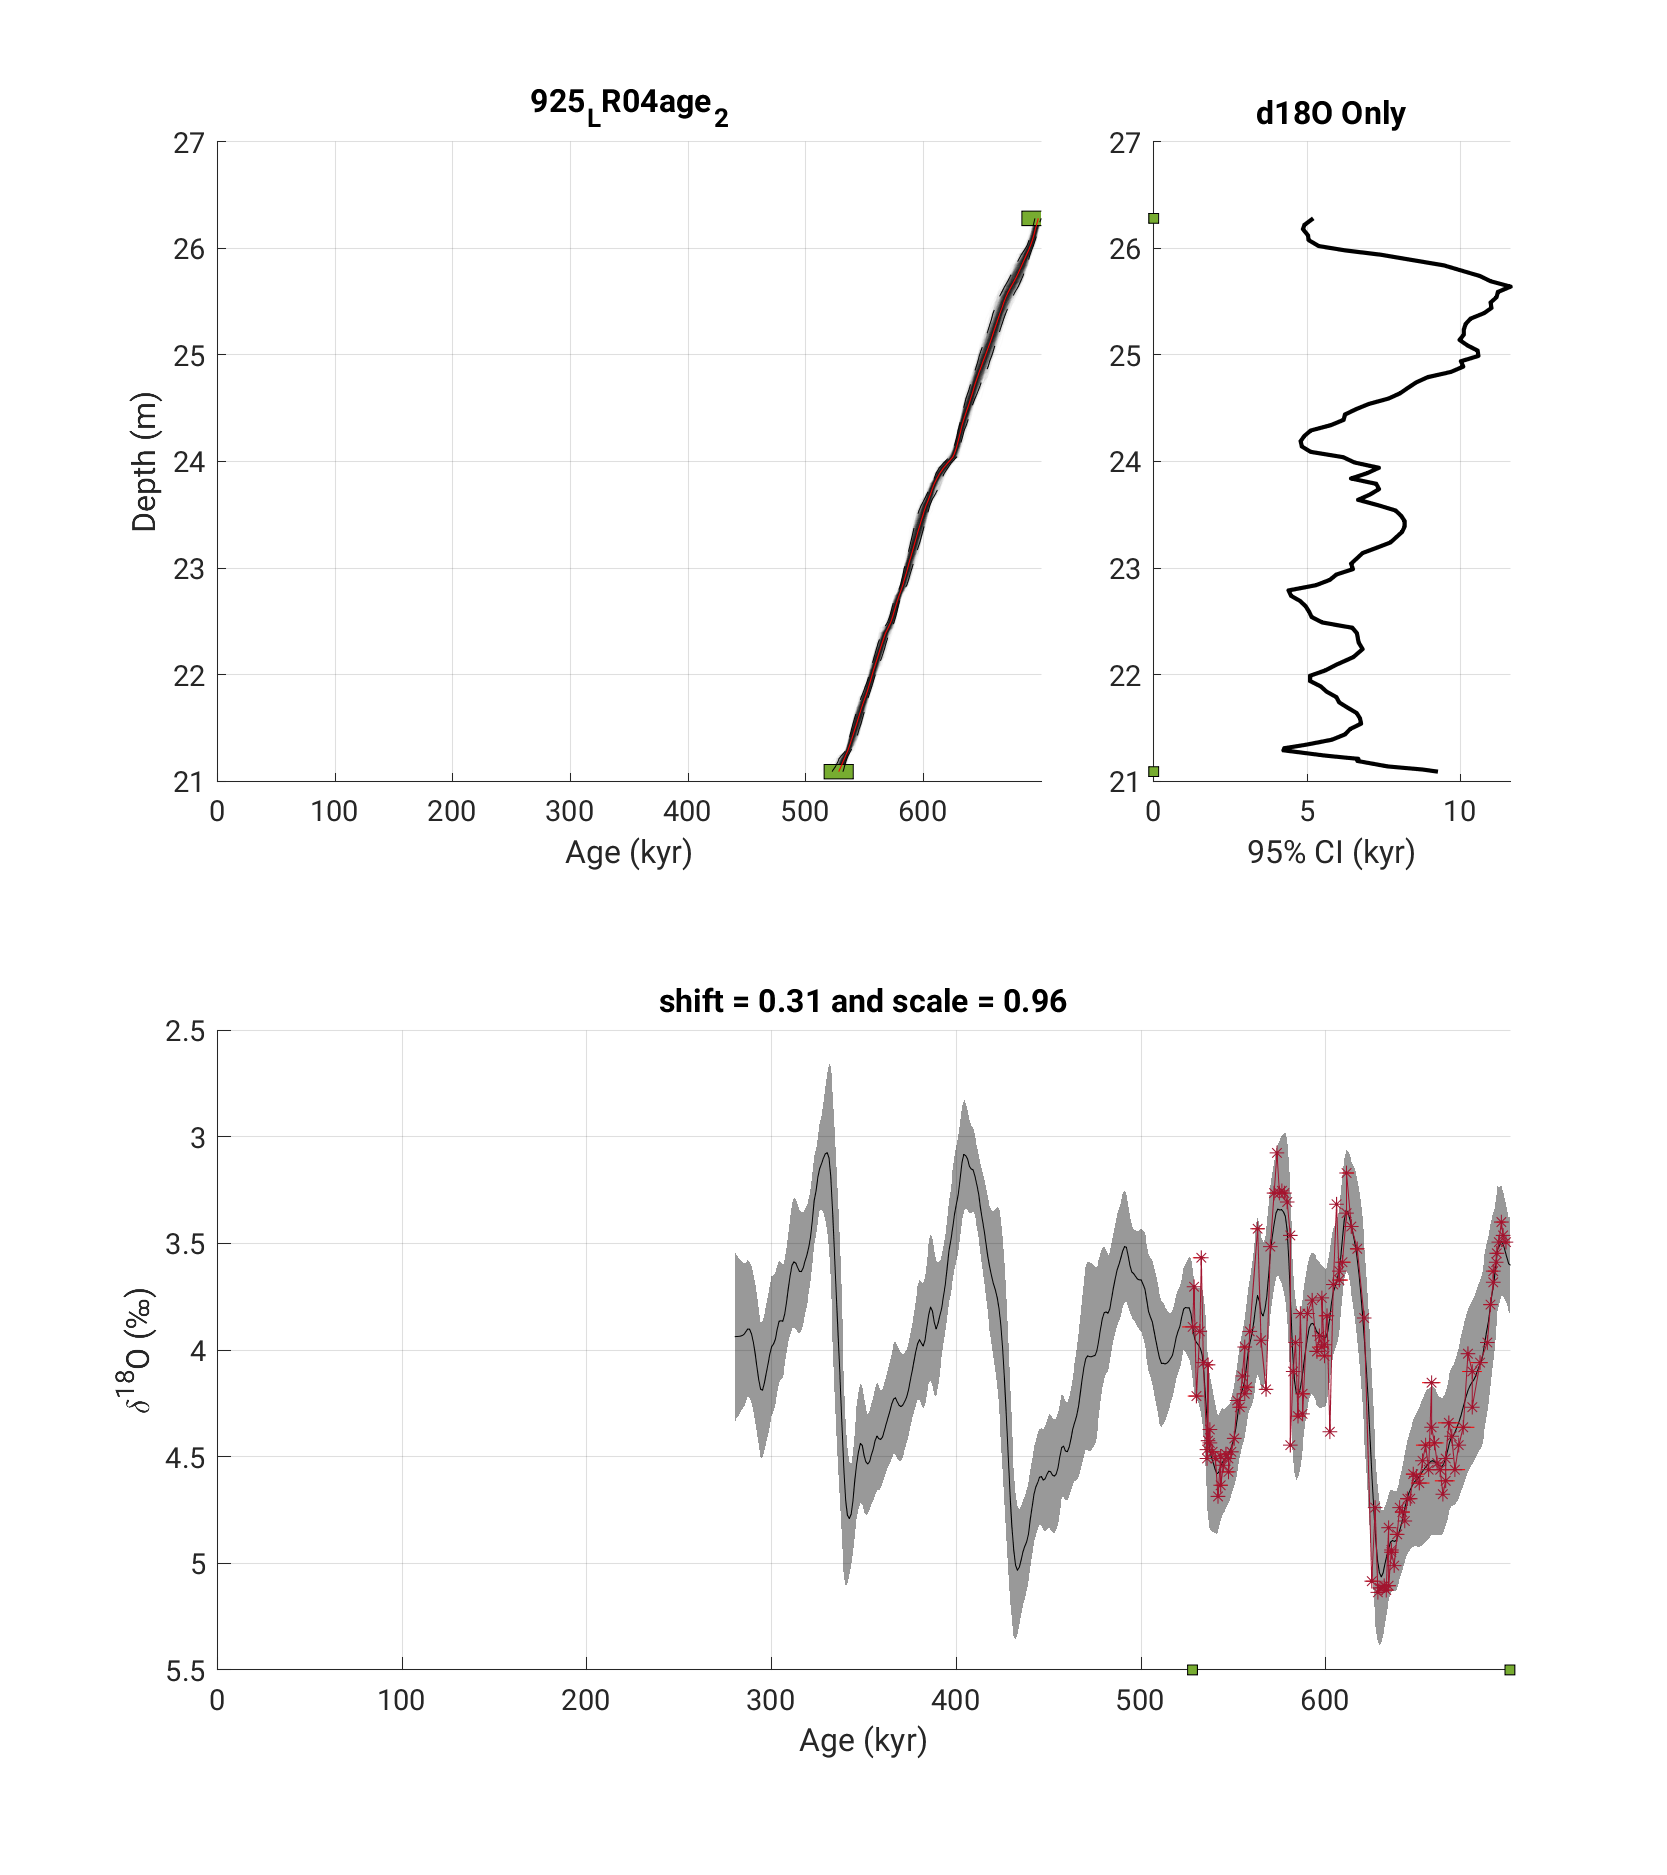 925LR04age2
d18O Only
27
26
25
24
23
22
21
Depth (m)
0 100 200 300 400 500 600
Age (kyr)
27
26
25
24
23
22
21
0 5 10
95% CI (kyr)
shift = 0.31 and scale = 0.96
2.5
3
3.5
4
4.5
5
5.5
δ18O (‰)
0 100 200 300 400 500 600
Age (kyr)